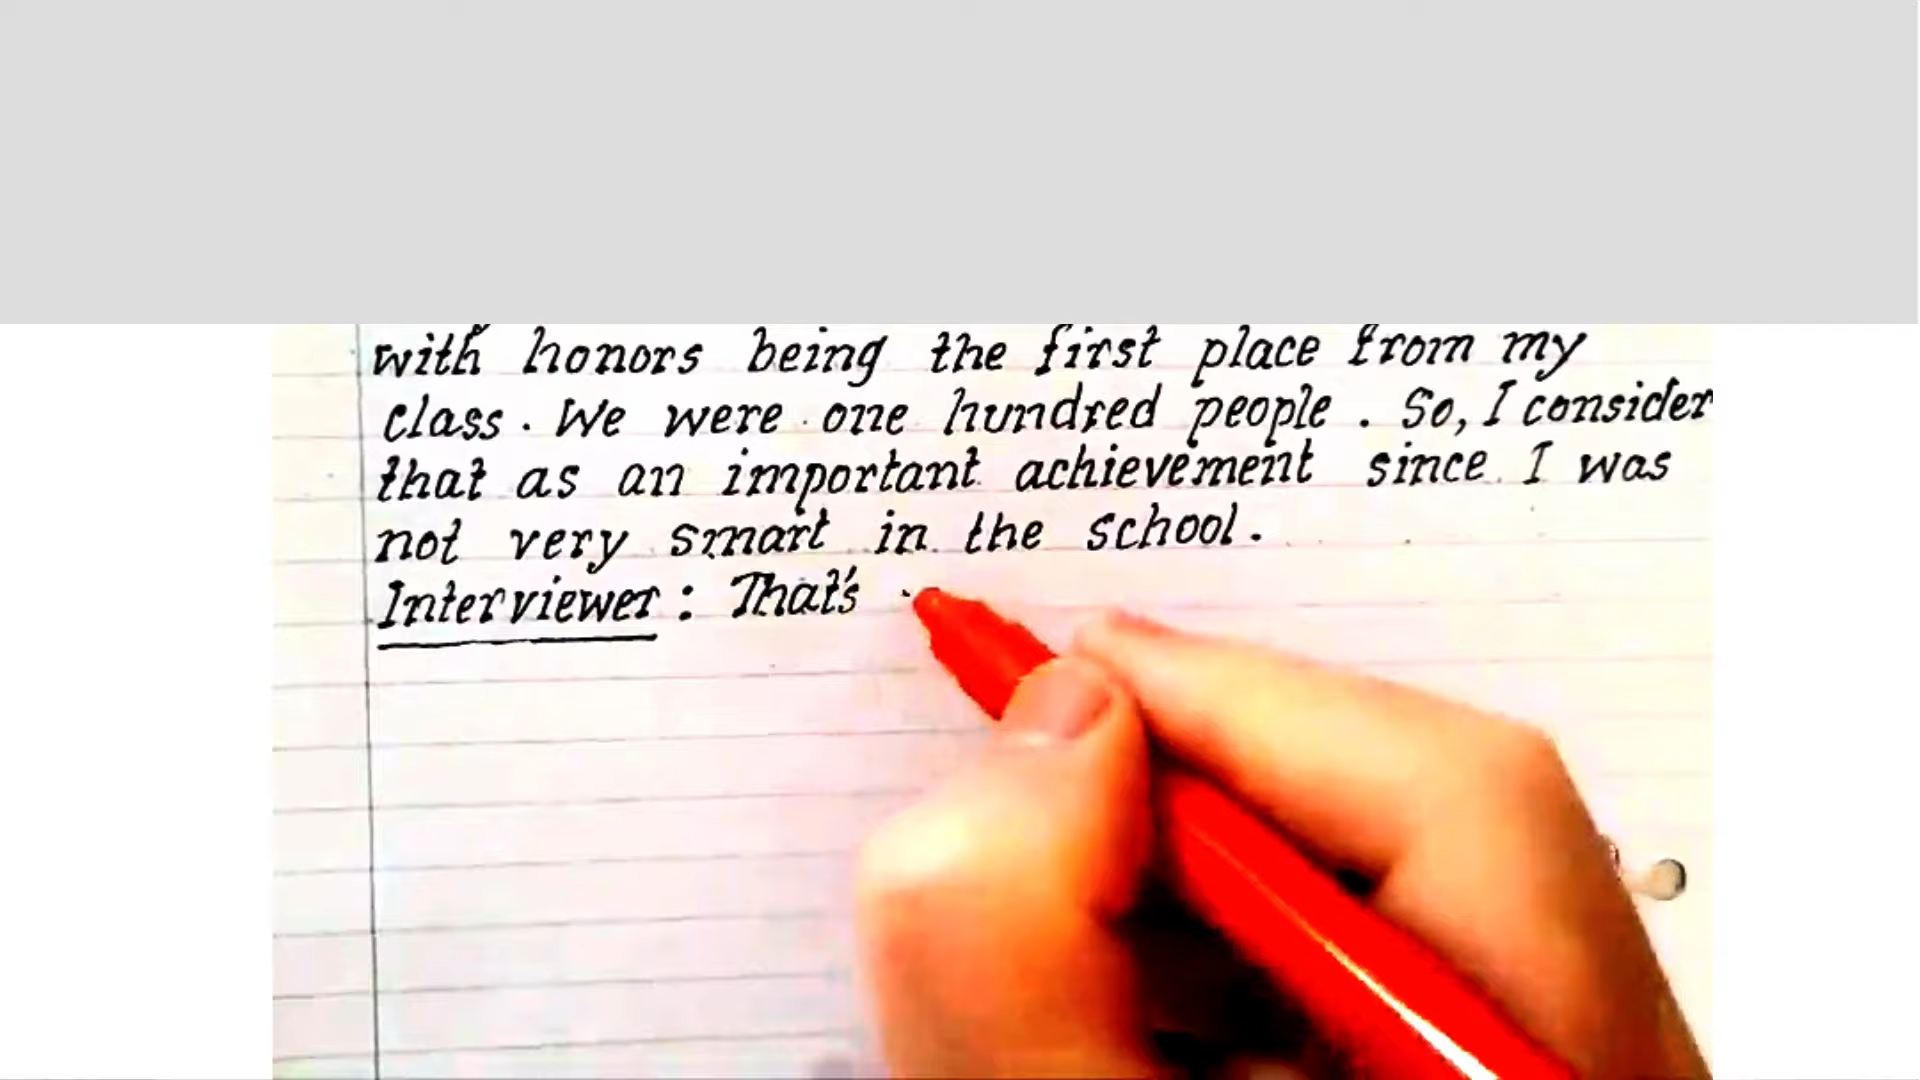 with honors being the first place from my
class. We were one hundred people. So, I consider
that as an important achievement since I was
not very smart in the school.
Interviewer: That's